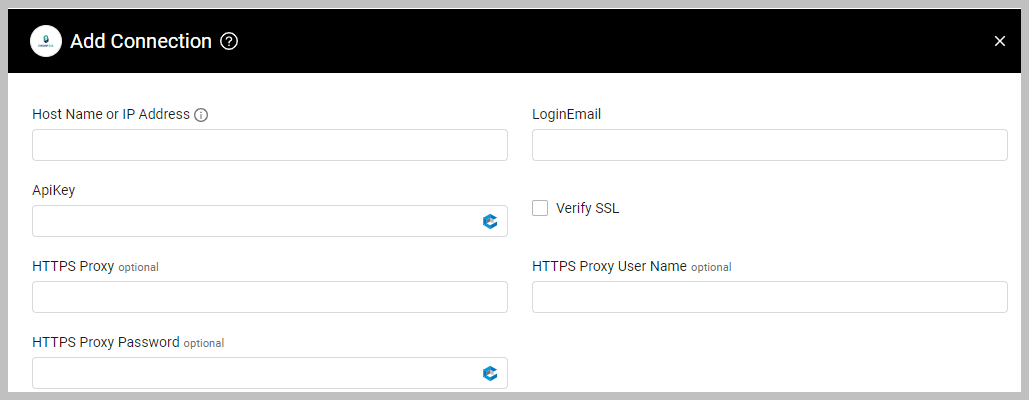 Add Connection
Host Name or IP Address
LoginEmail
ApiKey
Verify SSL
HTTPS Proxy optional
HTTPS Proxy User Name optional
HTTPS Proxy Password optional